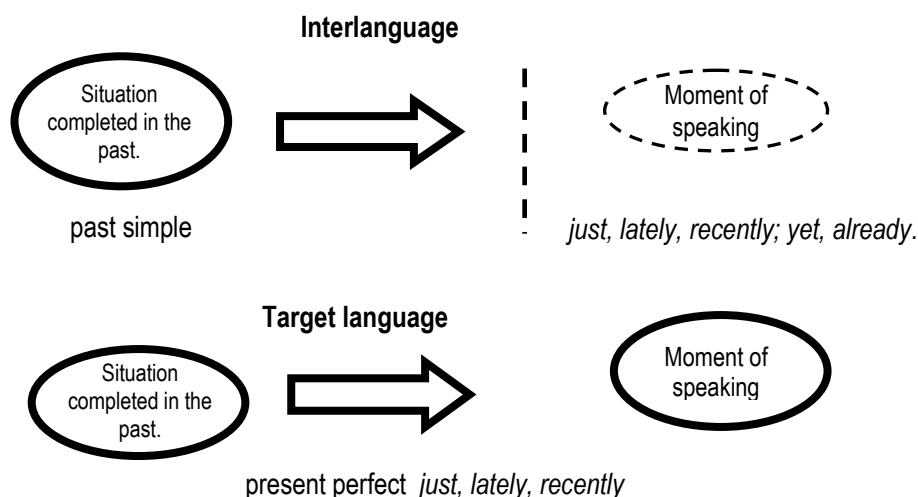 Interlanguage
Situation
completed in the
past.
Moment of
speaking
past simple
just, lately, recently; yet, already.
Target language
Situation
completed in the
past.
Moment of
speaking
present perfect just, lately, recently